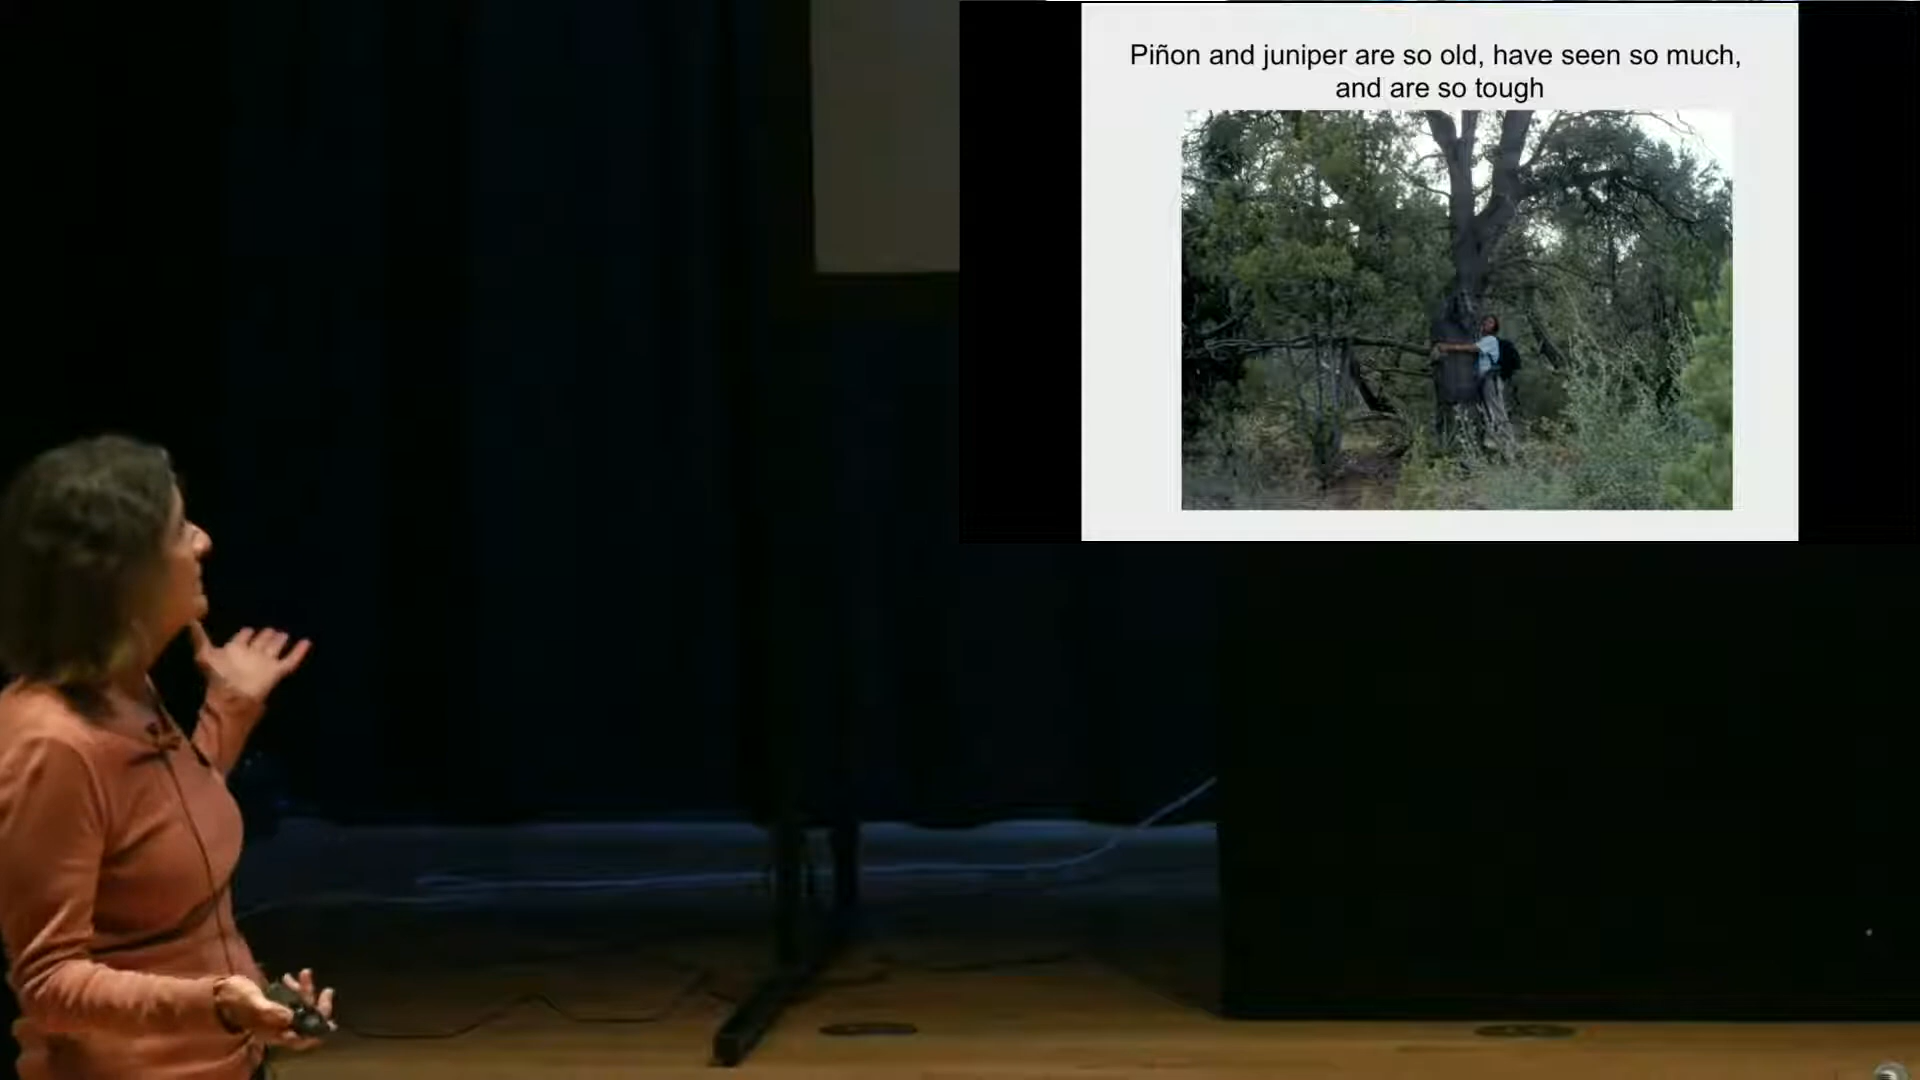 Piñon and juniper are so old, have seen so much,
and are so tough